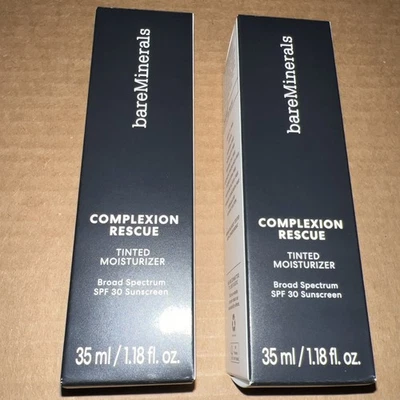 bareMinerals
COMPLEXION
RESCUE
TINTED
MOISTURIZER
Broad Spectrum
SPF 30 Sunscreen
35 ml / 1.18 fl. oz.
bareMinerals
COMPLEXION
RESCUE
TINTED
MOISTURIZER
Broad Spectrum
SPF 30 Sunscreen
35 ml / 1.18 fl. oz.